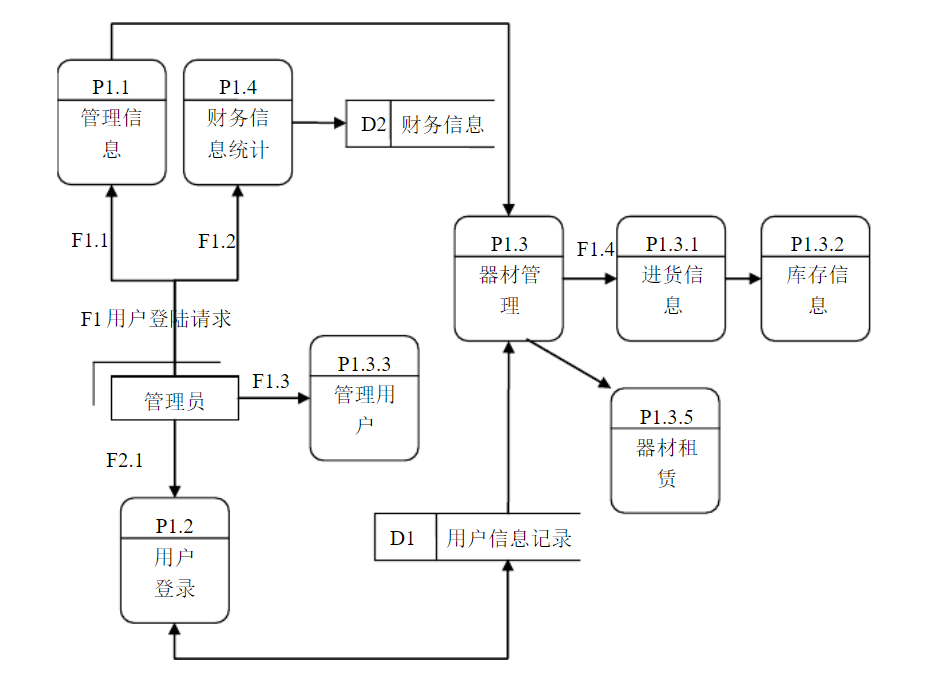 P1.1
管理信
息
P1.4
财务信
息统计
D2
财务信息
F1.1
F1.2
P1.3
器材管
理
F1.4
P1.3.1
进货信
息
P1.3.2
库存信
息
F1用户登陆请求
管理员
F1.3
P1.3.3
管理用
户
P1.3.5
器材租
赁
F2.1
P1.2
用户
登录
D1
用户信息记录